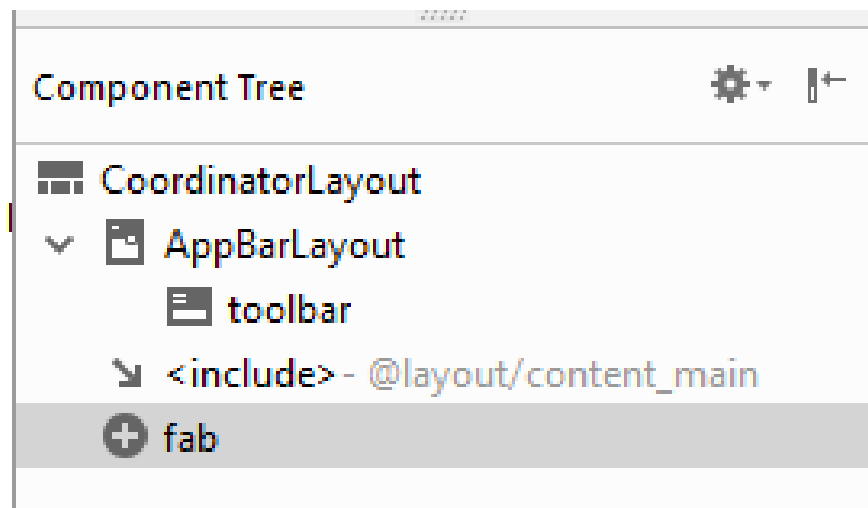 Component Tree
CoordinatorLayout
AppBarLayout
toolbar
<include> - @layout/content_main
fab